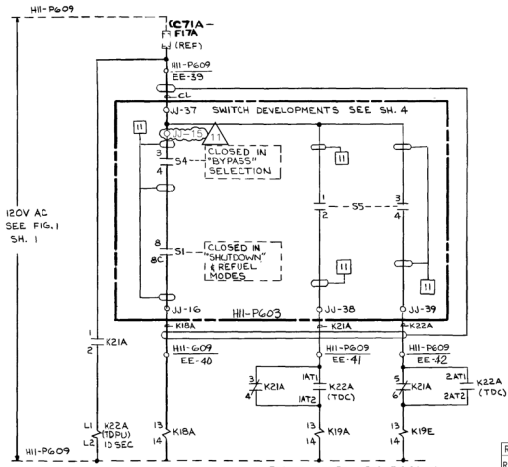 H11-P609
(C71A-
F17A
(REF)
H11-P609
EE-39
CL
JJ-37 SWITCH DEVELOPMENTS SEE SH. 4
11
JJ-15
11
3
S4
4
CLOSED IN
"BYPASS"
SELECTION
11
1
2
S5
3
4
11
120V AC
SEE FIG.1
SH. 1
8
S1
8C
CLOSED IN
"SHUTDOWN"
& REFUEL
MODES
11
11
JJ-16
H11-P603
JJ-38
JJ-39
K18A
K21A
K22A
1
2
K21A
H11-609
EE-40
H11-P609
EE-41
H11-P609
EE-42
3
4
K21A
1AT1
1AT2
K22A
(TDC)
5
6
K21A
2AT1
2AT2
K22A
(TDC)
L1
L2
K22A
(TDPU)
10 SEC
13
14
K18A
13
14
K19A
13
14
K19E
H11-P609
R